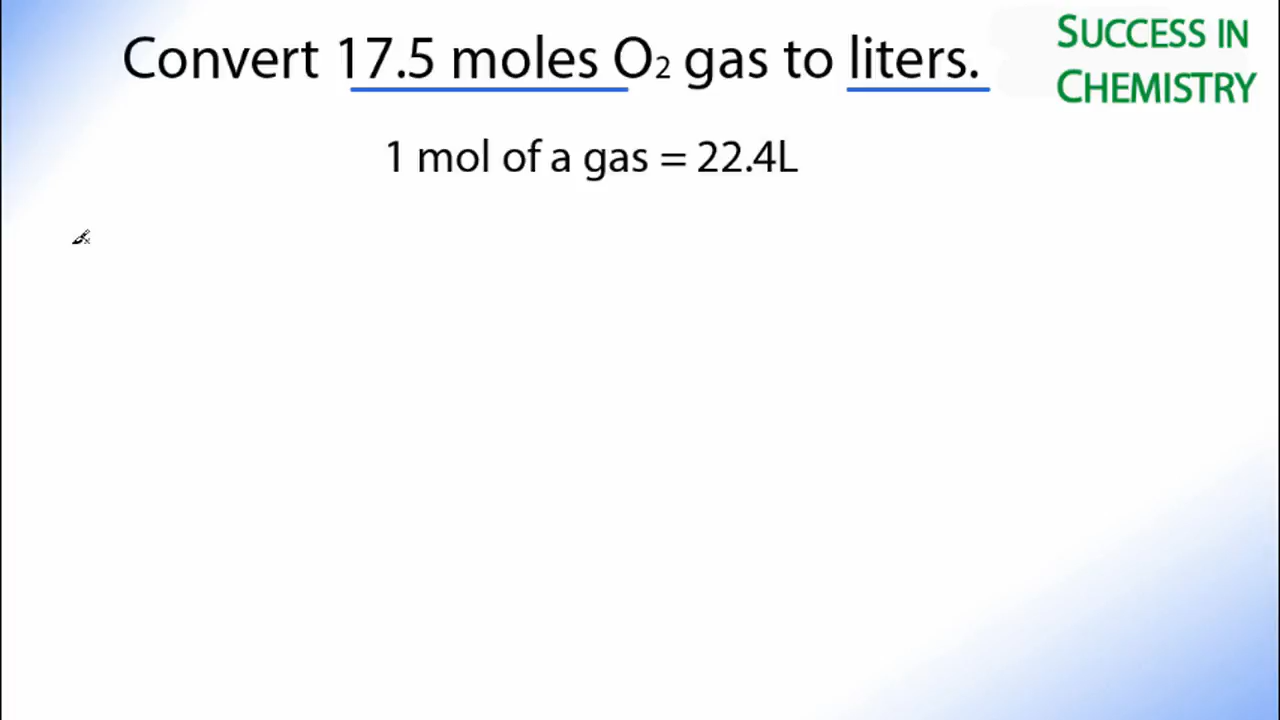 Convert 17.5 moles O₂ gas to liters.
SUCCESS IN
CHEMISTRY
1 mol of a gas = 22.4L